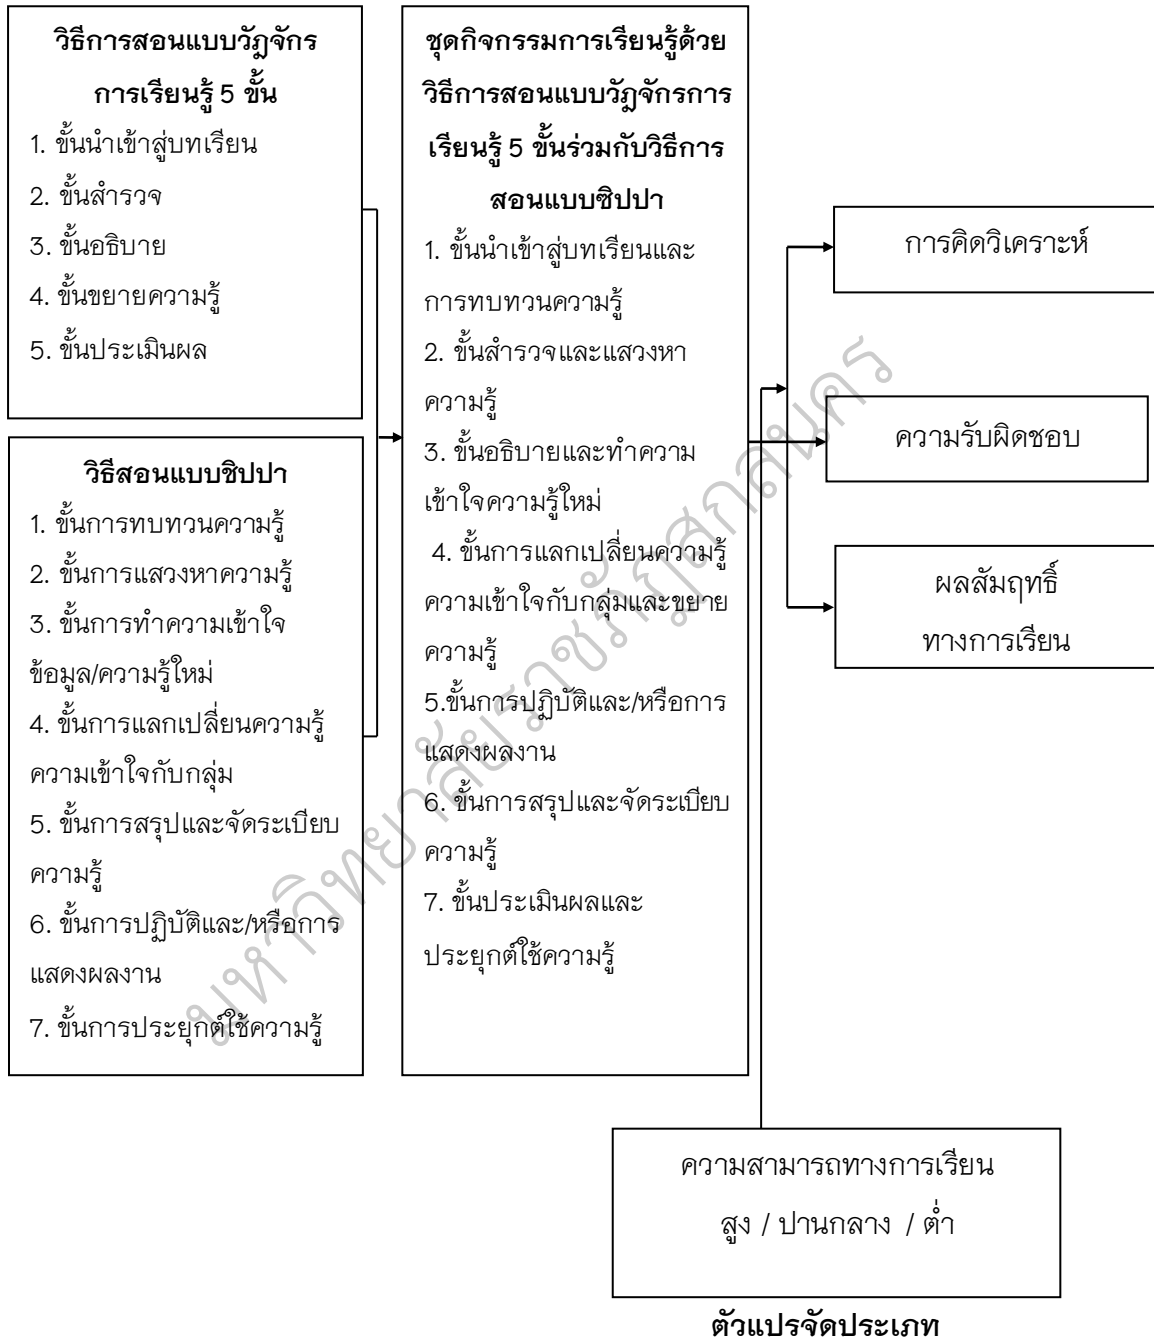 วิธีการสอนแบบวัฎจักร
การเรียนรู้ 5 ขั้น
1. ขั้นนำเข้าสู่บทเรียน
2. ขั้นสำรวจ
3. ขั้นอธิบาย
4. ขั้นขยายความรู้
5. ขั้นประเมินผล
วิธีสอนแบบซิปปา
1. ขั้นการทบทวนความรู้
2. ขั้นการแสวงหาความรู้
3. ขั้นการทำความเข้าใจ
ข้อมูล/ความรู้ใหม่
4. ขั้นการแลกเปลี่ยนความรู้
ความเข้าใจกับกลุ่ม
5. ขั้นการสรุปและจัดระเบียบ
ความรู้
6. ขั้นการปฏิบัติและ/หรือการ
แสดงผลงาน
7. ขั้นการประยุกต์ใช้ความรู้
ชุดกิจกรรมการเรียนรู้ด้วย
วิธีการสอนแบบวัฎจักรการ
เรียนรู้ 5 ขั้นร่วมกับวิธีการ
สอนแบบซิปปา
1. ขั้นนำเข้าสู่บทเรียนและ
การทบทวนความรู้
2. ขั้นสำรวจและแสวงหา
ความรู้
3. ขั้นอธิบายและทำความ
เข้าใจความรู้ใหม่
4. ขั้นการแลกเปลี่ยนความรู้
ความเข้าใจกับกลุ่มและขยาย
ความรู้
5.ขั้นการปฏิบัติและ/หรือการ
แสดงผลงาน
6. ขั้นการสรุปและจัดระเบียบ
ความรู้
7. ขั้นประเมินผลและ
ประยุกต์ใช้ความรู้
การคิดวิเคราะห์
ความรับผิดชอบ
ผลสัมฤทธิ์
ทางการเรียน
ความสามารถทางการเรียน
สูง / ปานกลาง / ต่ำ
ตัวแปรจัดประเภท
มหาวิทยาลัยราชภัฏสกลนคร